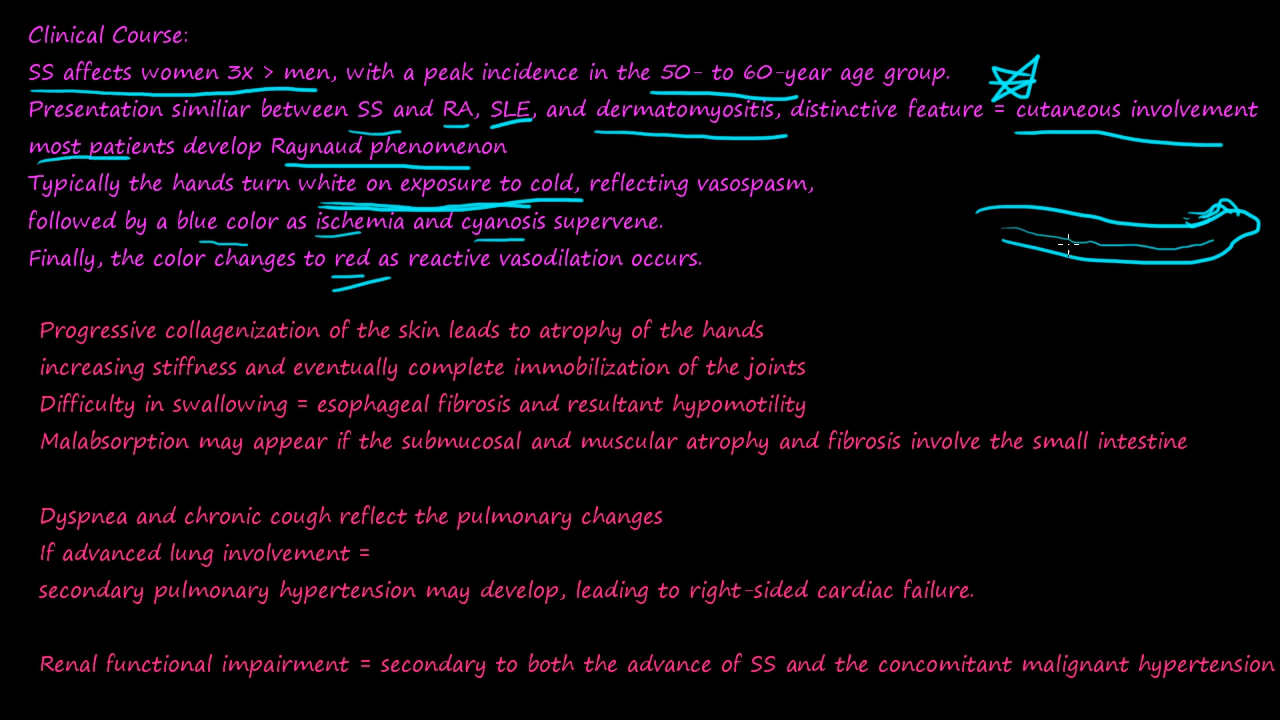 Clinical Course:
SS affects women 3x > men, with a peak incidence in the 50- to 60-year age group.
Presentation similiar between SS and RA, SLE, and dermatomyositis, distinctive feature = cutaneous involvement
most patients develop Raynaud phenomenon
Typically the hands turn white on exposure to cold, reflecting vasospasm,
followed by a blue color as ischemia and cyanosis supervene.
Finally, the color changes to red as reactive vasodilation occurs.
Progressive collagenization of the skin leads to atrophy of the hands
increasing stiffness and eventually complete immobilization of the joints
Difficulty in swallowing = esophageal fibrosis and resultant hypomotility
Malabsorption may appear if the submucosal and muscular atrophy and fibrosis involve the small intestine
Dyspnea and chronic cough reflect the pulmonary changes
If advanced lung involvement =
secondary pulmonary hypertension may develop, leading to right-sided cardiac failure.
Renal functional impairment = secondary to both the advance of SS and the concomitant malignant hypertension